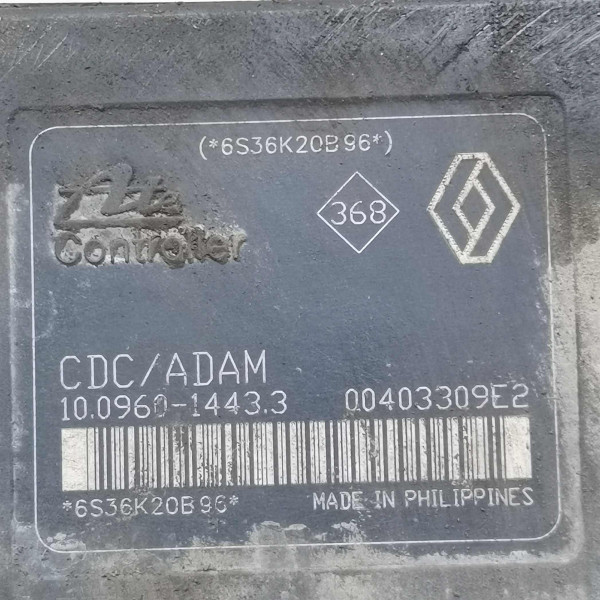 (*6S36K20B96*)
Ate
Controller
368
CDC/ADAM
10.0960-1443.3 00403309E2
*6S36K20B96*
MADE IN PHILIPPINES